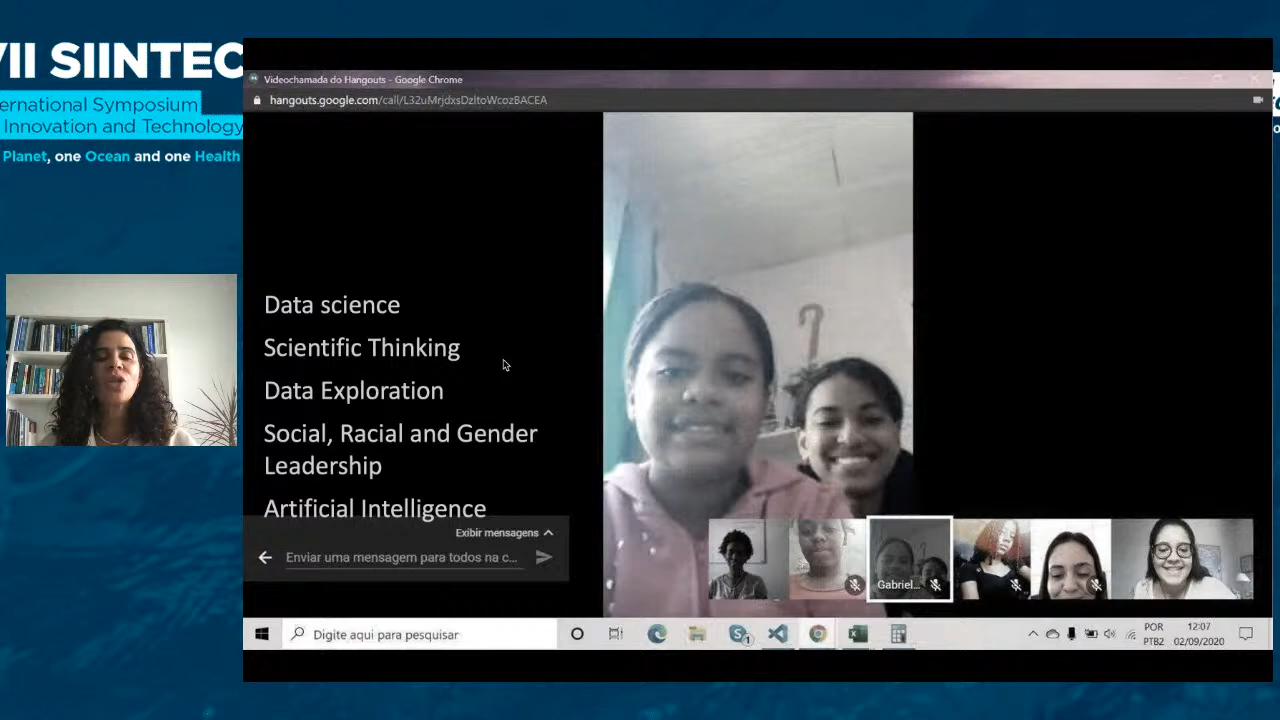 VII SIINTEC
ernational Symposium
Innovation and Technology
Planet, one Ocean and one Health
Videochamada do Hangouts - Google Chrome
hangouts.google.com/call/L32uMrjdxsDzltoWcozBACEA
Data science
Scientific Thinking
Data Exploration
Social, Racial and Gender
Leadership
Artificial Intelligence
Exibir mensagens
Enviar uma mensagem para todos na c...
Gabriel...
Digite aqui para pesquisar
1
POR
PTB2
12:07
02/09/2020